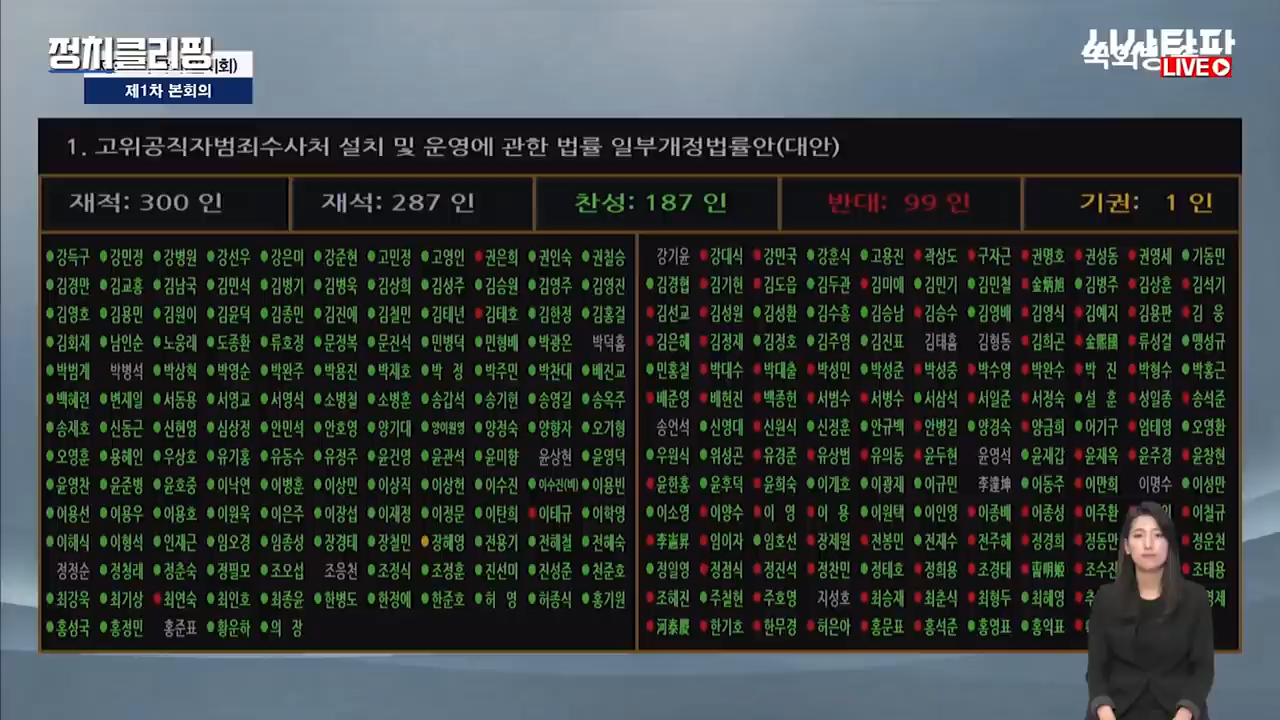 정치클리핑
시사타파
회)
LIVE
제1차 본회의
1. 고위공직자범죄수사처 설치 및 운영에 관한 법률 일부개정법률안(대안)
재적: 300 인
재석: 287 인
찬성: 187 인
반대: 99 인
기권: 1 인
강득구 강민정 강병원 강선우 강은미 강준현 고민정 고영인 권은희 권인숙 권칠승
김경만 김교흥 김남국 김민석 김병기 김병욱 김상희 김성주 김승원 김영주 김영진
김영호 김용민 김원이 김윤덕 김종민 김진애 김철민 김태년 김태호 김한정 김홍걸
김회재 남인순 노웅래 도종환 류호정 문정복 문진석 민병덕 민형배 박광온 박덕흠
박범계 박병석 박상혁 박영순 박완주 박용진 박재호 박 정 박주민 박찬대 배진교
백혜련 변재일 서동용 서영교 서영석 소병철 소병훈 송갑석 송기헌 송영길 송옥주
송재호 신동근 신현영 심상정 안민석 안호영 양기대 양이원영 양정숙 양향자 오기형
오영훈 용혜인 우상호 유기홍 유동수 유정주 윤건영 윤관석 윤미향 윤상현 윤영덕
윤영찬 윤준병 윤호중 이낙연 이병훈 이상민 이상직 이상헌 이수진 이수진(비) 이용빈
이용선 이용우 이용호 이원욱 이은주 이장섭 이재정 이정문 이탄희 이태규 이학영
이해식 이형석 인재근 임오경 임종성 장경태 장철민 장혜영 전용기 전해철 전혜숙
정정순 정청래 정춘숙 정필모 조오섭 조응천 조정식 조정훈 진선미 진성준 천준호
최강욱 최기상 최연숙 최인호 최종윤 한병도 한정애 한준호 허 영 허종식 홍기원
홍성국 홍정민 홍준표 황운하 의 장
강기윤 강대식 강민국 강훈식 고용진 곽상도 구자근 권명호 권성동 권영세 기동민
김경협 김기현 김도읍 김두관 김미애 김민기 김민철 金炳旭 김병주 김상훈 김석기
김선교 김성원 김성환 김수흥 김승남 김승수 김영배 김영식 김예지 김용판 김 웅
김은혜 김정재 김정호 김주영 김진표 김태흠 김형동 김희곤 金熙國 류성걸 맹성규
민홍철 박대수 박대출 박성민 박성준 박성중 박수영 박완수 박 진 박형수 박홍근
배준영 배현진 백종헌 서범수 서병수 서삼석 서일준 서정숙 설 훈 성일종 송석준
송언석 신영대 신원식 신정훈 안규백 안병길 양경숙 양금희 어기구 엄태영 오영환
우원식 위성곤 유경준 유상범 유의동 윤두현 윤영석 윤재갑 윤재옥 윤주경 윤창현
윤한홍 윤후덕 윤희숙 이개호 이광재 이규민 李達坤 이동주 이만희 이명수 이성만
이소영 이양수 이 영 이 용 이원택 이인영 이종배 이종성 이주환 이철규
李憲昇 임이자 임호선 장제원 전봉민 전재수 전주혜 정경희 정동만 정운천
정일영 정점식 정진석 정찬민 정태호 정희용 조경태 曺明姬 조수진 조태용
조해진 주철현 주호영 지성호 최승재 최춘식 최형두 최혜영
河泰慶 한기호 한무경 허은아 홍문표 홍석준 홍영표 홍익표